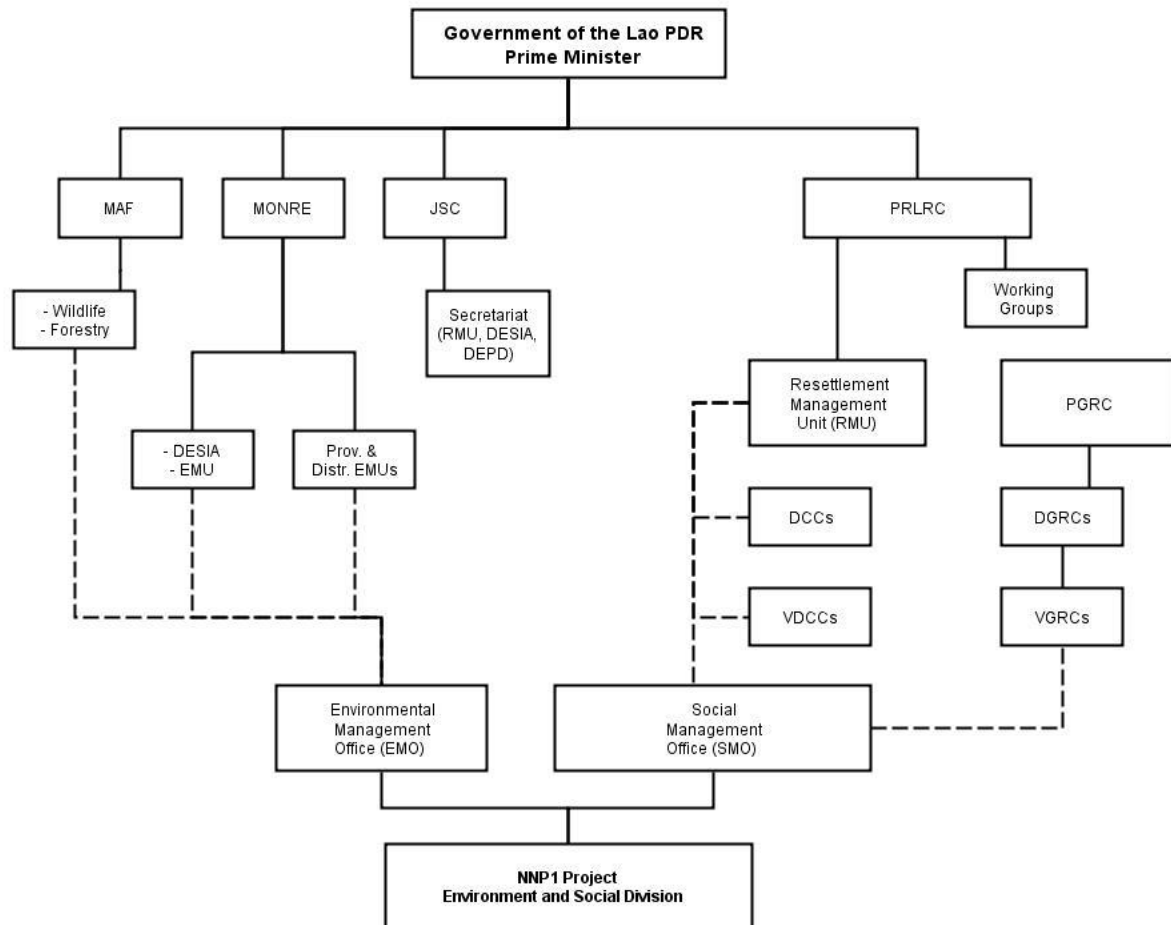 Government of the Lao PDR
Prime Minister
MAF
MONRE
JSC
PRLRC
- Wildlife
- Forestry
Secretariat
(RMU, DESIA,
DEPD)
Working
Groups
Resettlement
Management
Unit (RMU)
PGRC
- DESIA
- EMU
Prov. &
Distr. EMUs
DCCs
DGRCs
VDCCs
VGRCs
Environmental
Management
Office (EMO)
Social
Management
Office (SMO)
NNP1 Project
Environment and Social Division